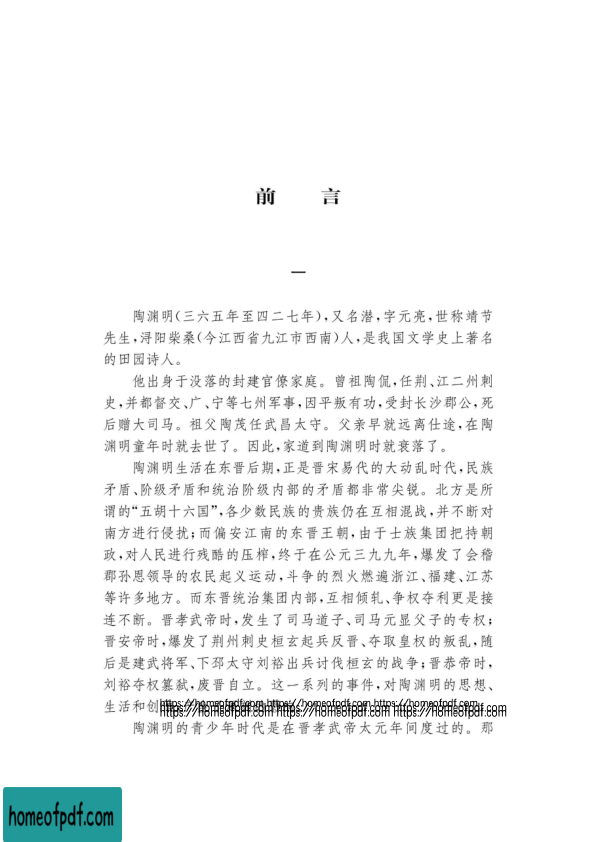 前言
一
陶渊明(三六五年至四二七年),又名潜,字元亮,世称靖节
先生,浔阳柴桑(今江西省九江市西南)人,是我国文学史上著名
的田园诗人。
他出身于没落的封建官僚家庭。曾祖陶侃,任荆、江二州刺
史,并都督交、广、宁等七州军事,因平叛有功,受封长沙郡公,死
后赠大司马。祖父陶茂任武昌太守。父亲早就远离仕途,在陶
渊明童年时就去世了。因此,家道到陶渊明时就衰落了。
陶渊明生活在东晋后期,正是晋宋易代的大动乱时代,民族
矛盾、阶级矛盾和统治阶级内部的矛盾都非常尖锐。北方是所
谓的“五胡十六国”,各少数民族的贵族仍在互相混战,并不断对
南方进行侵扰;而偏安江南的东晋王朝,由于士族集团把持朝
政,对人民进行残酷的压榨,终于在公元三九九年,爆发了会稽
郡孙恩领导的农民起义运动,斗争的烈火燃遍浙江、福建、江苏
等许多地方。而东晋统治集团内部,互相倾轧、争权夺利更是接
连不断。晋孝武帝时,发生了司马道子、司马元显父子的专权;
晋安帝时,爆发了荆州刺史桓玄起兵反晋、夺取皇权的叛乱,随
后是建武将军、下邳太守刘裕出兵讨伐桓玄的战争;晋恭帝时,
刘裕夺权篡弑,废晋自立。这一系列的事件,对陶渊明的思想、
生活和创
https://homeofpdf.com https://homeofpdf.com https://homeofpdf.com
https://homeofpdf.com https://homeofpdf.com https://homeofpdf.com
陶渊明的青少年时代是在晋孝武帝太元年间度过的。那
homeofpdf.com